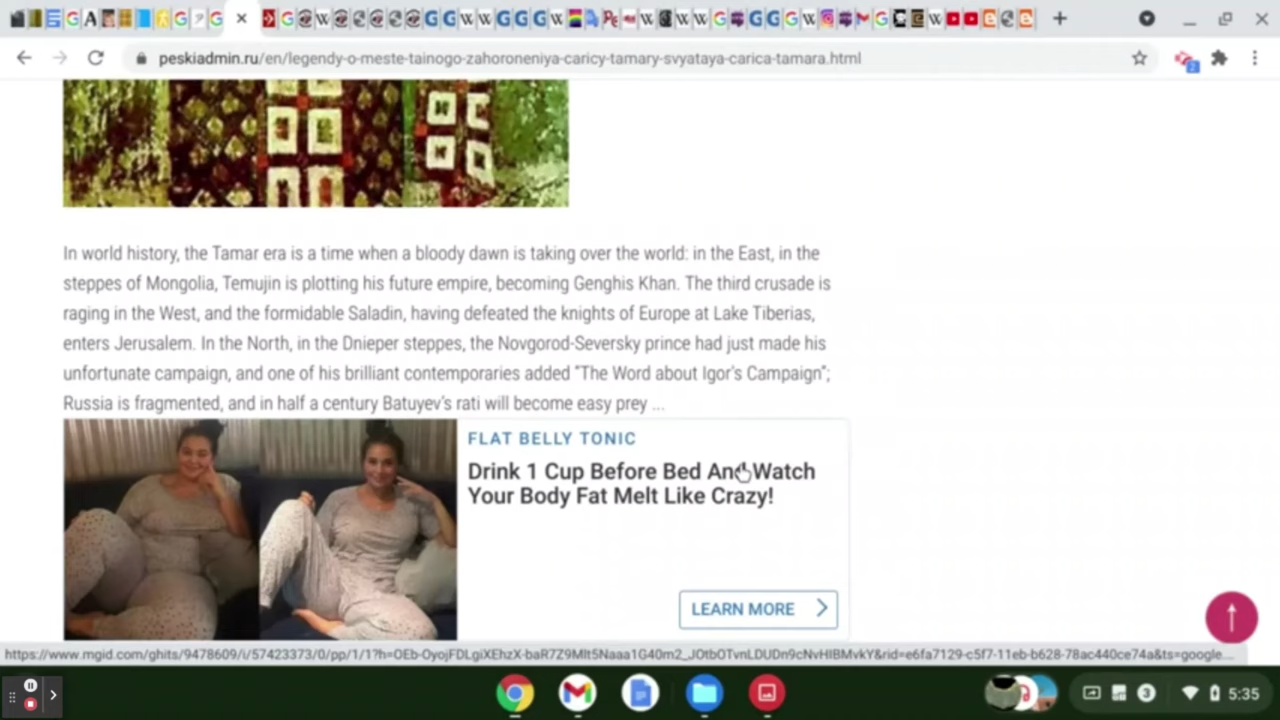 peskiadmin.ru/en/legendy-o-meste-tainogo-zahoroneniya-caricy-tamary-svyataya-carica-tamara.html
In world history, the Tamar era is a time when a bloody dawn is taking over the world: in the East, in the
steppes of Mongolia, Temujin is plotting his future empire, becoming Genghis Khan. The third crusade is
raging in the West, and the formidable Saladin, having defeated the knights of Europe at Lake Tiberias,
enters Jerusalem. In the North, in the Dnieper steppes, the Novgorod-Seversky prince had just made his
unfortunate campaign, and one of his brilliant contemporaries added “The Word about Igor’s Campaign”;
Russia is fragmented, and in half a century Batuyev’s rati will become easy prey ...
FLAT BELLY TONIC
Drink 1 Cup Before Bed And Watch
Your Body Fat Melt Like Crazy!
LEARN MORE
3
5:35